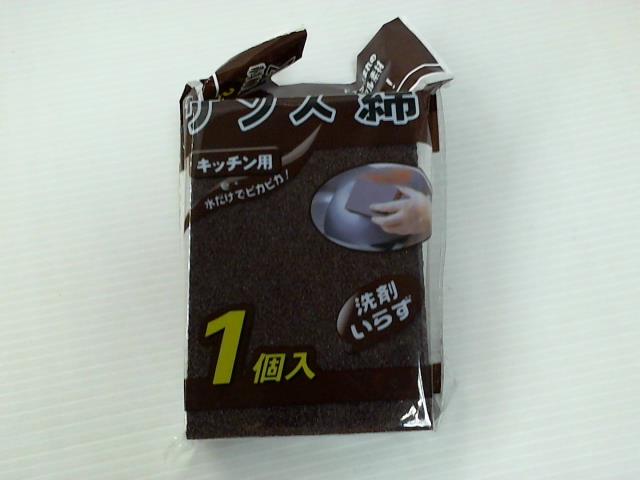 サンズ 綿
キッチン用
水だけでピカピカ!
洗剤
いらず
1個入